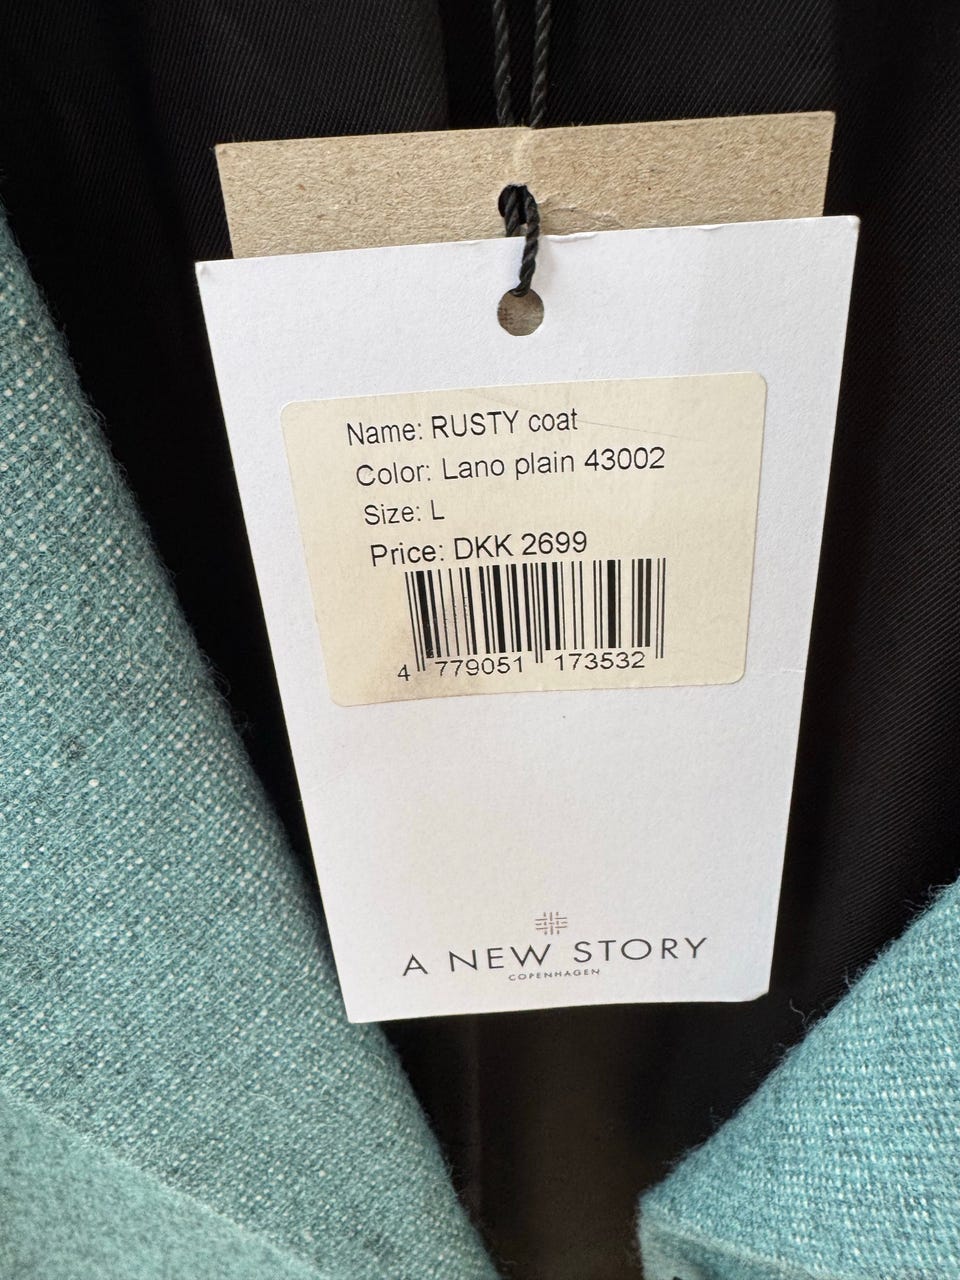 Name: RUSTY coat
Color: Lano plain 43002
Size: L
Price: DKK 2699
4 779051 173532
A NEW STORY
COPENHAGEN